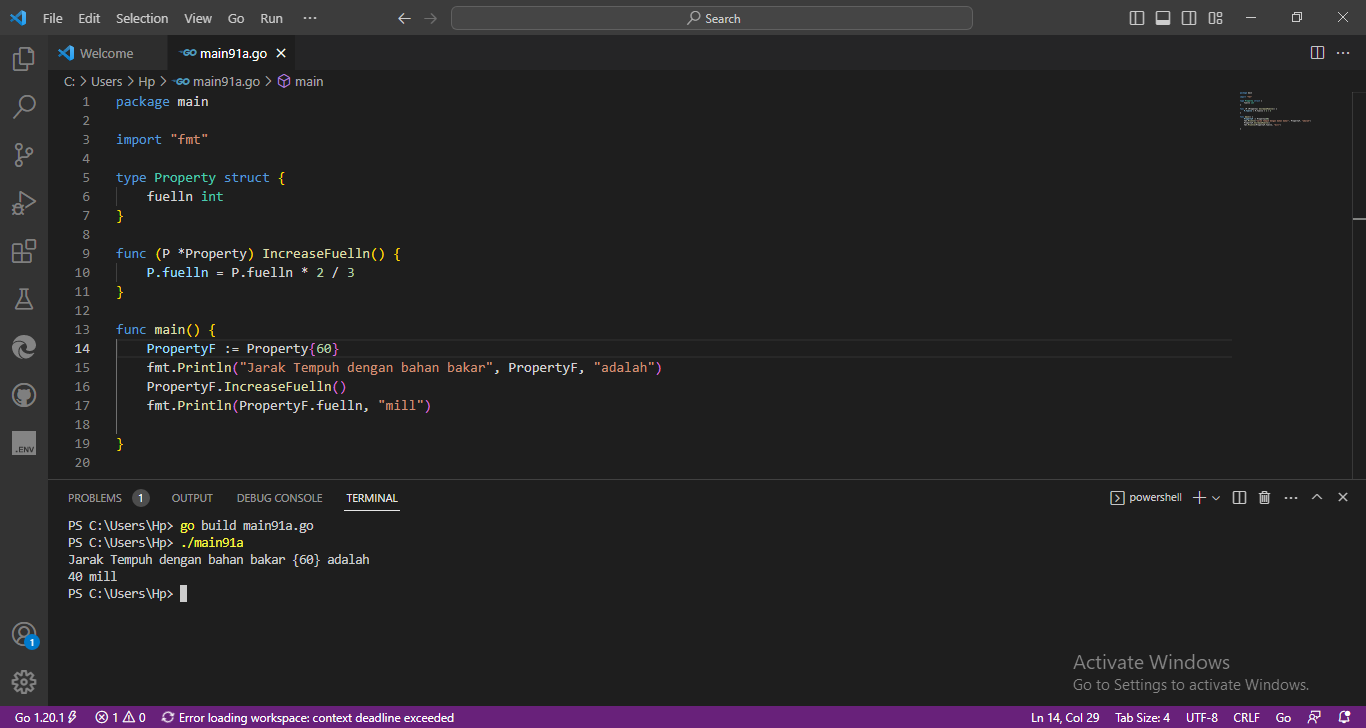 File Edit Selection View Go Run ··· Search
Welcome GO main91a.go
C: > Users > Hp > GO main91a.go > main
1 package main
2
3 import "fmt"
4
5 type Property struct {
6 fuelln int
7 }
8
9 func (P *Property) IncreaseFuelln() {
10 P.fuelln = P.fuelln * 2 / 3
11 }
12
13 func main() {
14 PropertyF := Property{60}
15 fmt.Println("Jarak Tempuh dengan bahan bakar", PropertyF, "adalah")
16 PropertyF.IncreaseFuelln()
17 fmt.Println(PropertyF.fuelln, "mill")
18
19 }
20
PROBLEMS 1 OUTPUT DEBUG CONSOLE TERMINAL powershell
PS C:\Users\Hp> go build main91a.go
PS C:\Users\Hp> ./main91a
Jarak Tempuh dengan bahan bakar {60} adalah
40 mill
PS C:\Users\Hp>
.ENV
1
Activate Windows
Go to Settings to activate Windows.
Go 1.20.1 1 0 Error loading workspace: context deadline exceeded Ln 14, Col 29 Tab Size: 4 UTF-8 CRLF Go